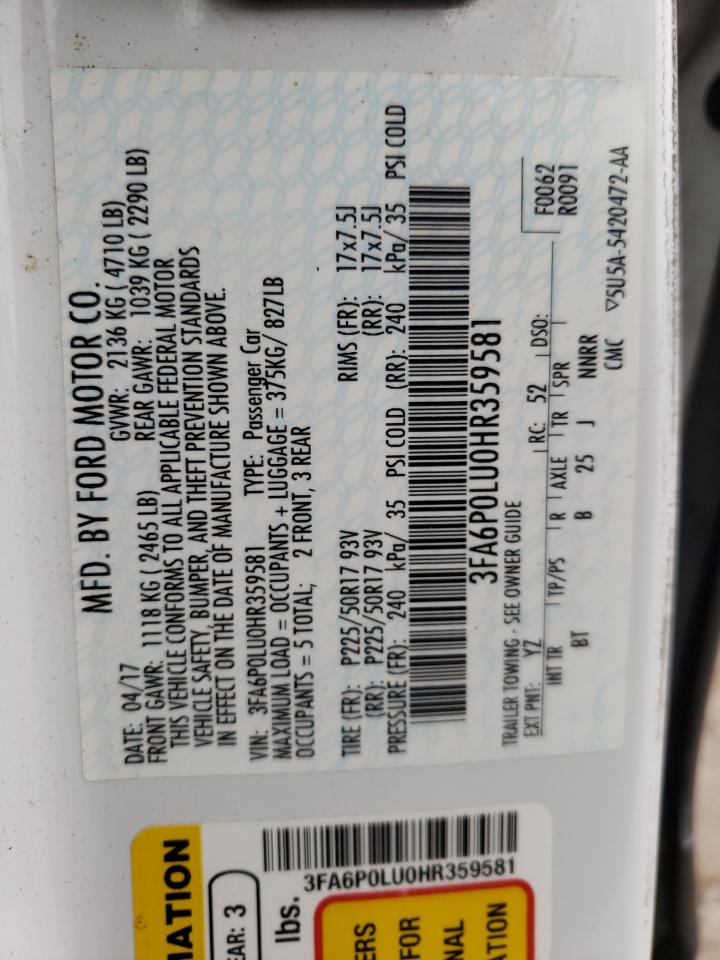 MFD. BY FORD MOTOR CO.
DATE: 04/17 GVWR: 2136 KG ( 4710 LB)
FRONT GAWR: 1118 KG ( 2465 LB) REAR GAWR: 1039 KG ( 2290 LB)
THIS VEHICLE CONFORMS TO ALL APPLICABLE FEDERAL MOTOR
VEHICLE SAFETY, BUMPER, AND THEFT PREVENTION STANDARDS
IN EFFECT ON THE DATE OF MANUFACTURE SHOWN ABOVE.
VIN: 3FA6P0LU0HR359581 TYPE: Passenger Car
MAXIMUM LOAD = OCCUPANTS + LUGGAGE = 375KG/ 827LB
OCCUPANTS = 5 TOTAL; 2 FRONT, 3 REAR
TIRE (FR): P225/50R17 93V RIMS (FR): 17x7.5J
(RR): P225/50R17 93V (RR): 17x7.5J
PRESSURE (FR): 240 kPa/ 35 PSI COLD (RR): 240 kPa/ 35 PSI COLD
3FA6P0LU0HR359581
TRAILER TOWING - SEE OWNER GUIDE
F0062
EXT PNT: YZ RC: 52 DSO: R0091
INT TR TP/PS R AXLE TR SPR
BT B 25 J NNRR
CMC ▽5U5A-5420472-AA
MATION
EAR: 3
lbs.
3FA6P0LU0HR359581
ERS
FOR
NAL
ATION